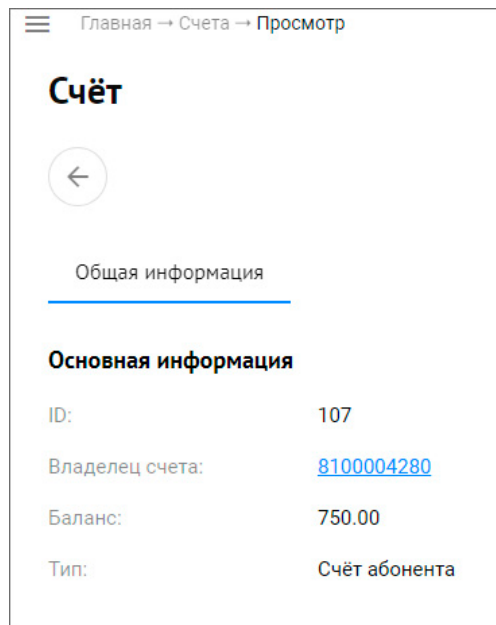 Главная → Счета → Просмотр
Счёт
Общая информация
Основная информация
ID: 107
Владелец счета: 8100004280
Баланс: 750.00
Тип: Счёт абонента